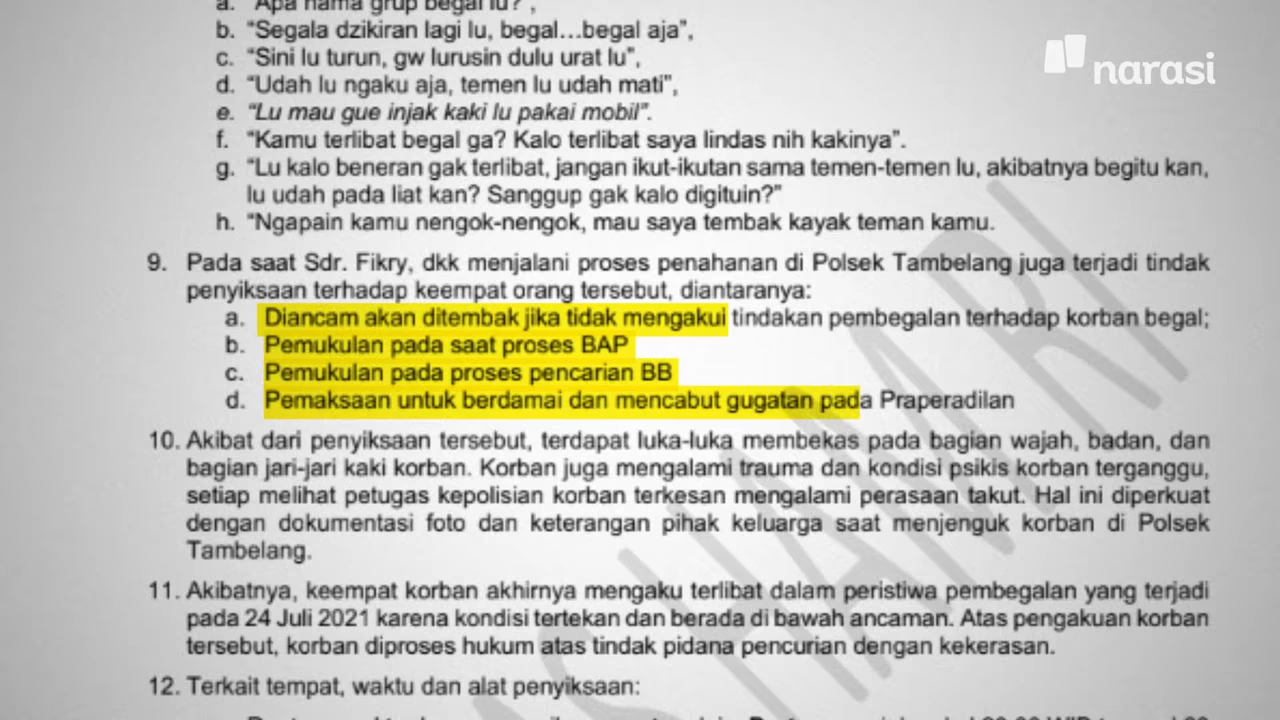 a. “Apa nama grup begal lu?”,
b. “Segala dzikiran lagi lu, begal...begal aja”,
c. “Sini lu turun, gw lurusin dulu urat lu”,
d. “Udah lu ngaku aja, temen lu udah mati”,
e. “Lu mau gue injak kaki lu pakai mobil”.
f. “Kamu terlibat begal ga? Kalo terlibat saya lindas nih kakinya”.
g. “Lu kalo beneran gak terlibat, jangan ikut-ikutan sama temen-temen lu, akibatnya begitu kan,
lu udah pada liat kan? Sanggup gak kalo digituin?”
h. “Ngapain kamu nengok-nengok, mau saya tembak kayak teman kamu.
narasi
9. Pada saat Sdr. Fikry, dkk menjalani proses penahanan di Polsek Tambelang juga terjadi tindak
penyiksaan terhadap keempat orang tersebut, diantaranya:
a. Diancam akan ditembak jika tidak mengakui tindakan pembegalan terhadap korban begal;
b. Pemukulan pada saat proses BAP
c. Pemukulan pada proses pencarian BB
d. Pemaksaan untuk berdamai dan mencabut gugatan pada Praperadilan
10. Akibat dari penyiksaan tersebut, terdapat luka-luka membekas pada bagian wajah, badan, dan
bagian jari-jari kaki korban. Korban juga mengalami trauma dan kondisi psikis korban terganggu,
setiap melihat petugas kepolisian korban terkesan mengalami perasaan takut. Hal ini diperkuat
dengan dokumentasi foto dan keterangan pihak keluarga saat menjenguk korban di Polsek
Tambelang.
11. Akibatnya, keempat korban akhirnya mengaku terlibat dalam peristiwa pembegalan yang terjadi
pada 24 Juli 2021 karena kondisi tertekan dan berada di bawah ancaman. Atas pengakuan korban
tersebut, korban diproses hukum atas tindak pidana pencurian dengan kekerasan.
12. Terkait tempat, waktu dan alat penyiksaan:
HAM RI